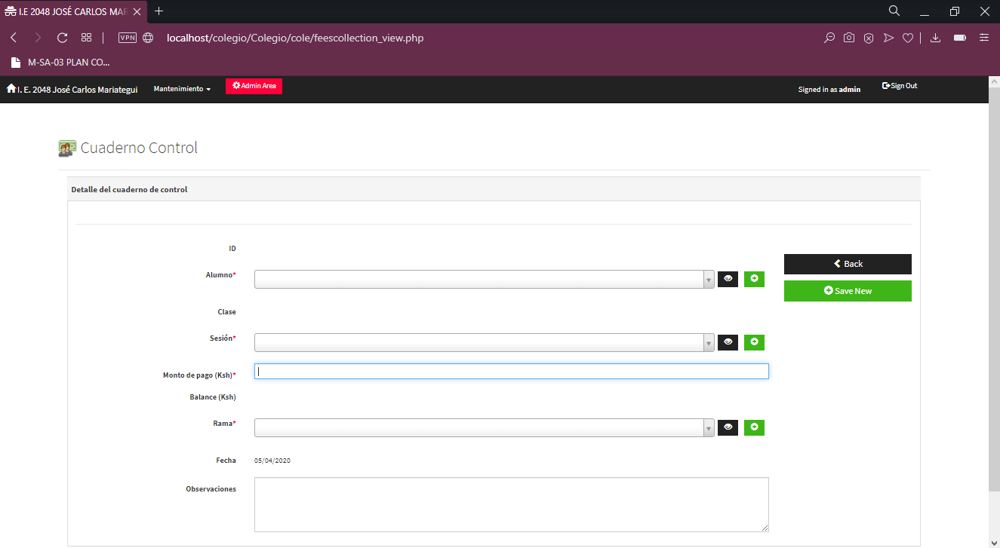 I.E 2048 JOSÉ CARLOS MAR
VPN
localhost/colegio/Colegio/cole/feescollection_view.php
M-SA-03 PLAN CO...
I. E. 2048 José Carlos Mariategui
Mantenimiento
Admin Area
Signed in as admin
Sign Out
Cuaderno Control
Detalle del cuaderno de control
ID
Alumno*
Back
Save New
Clase
Sesión*
Monto de pago (Ksh)*
Balance (Ksh)
Rama*
Fecha 05/04/2020
Observaciones